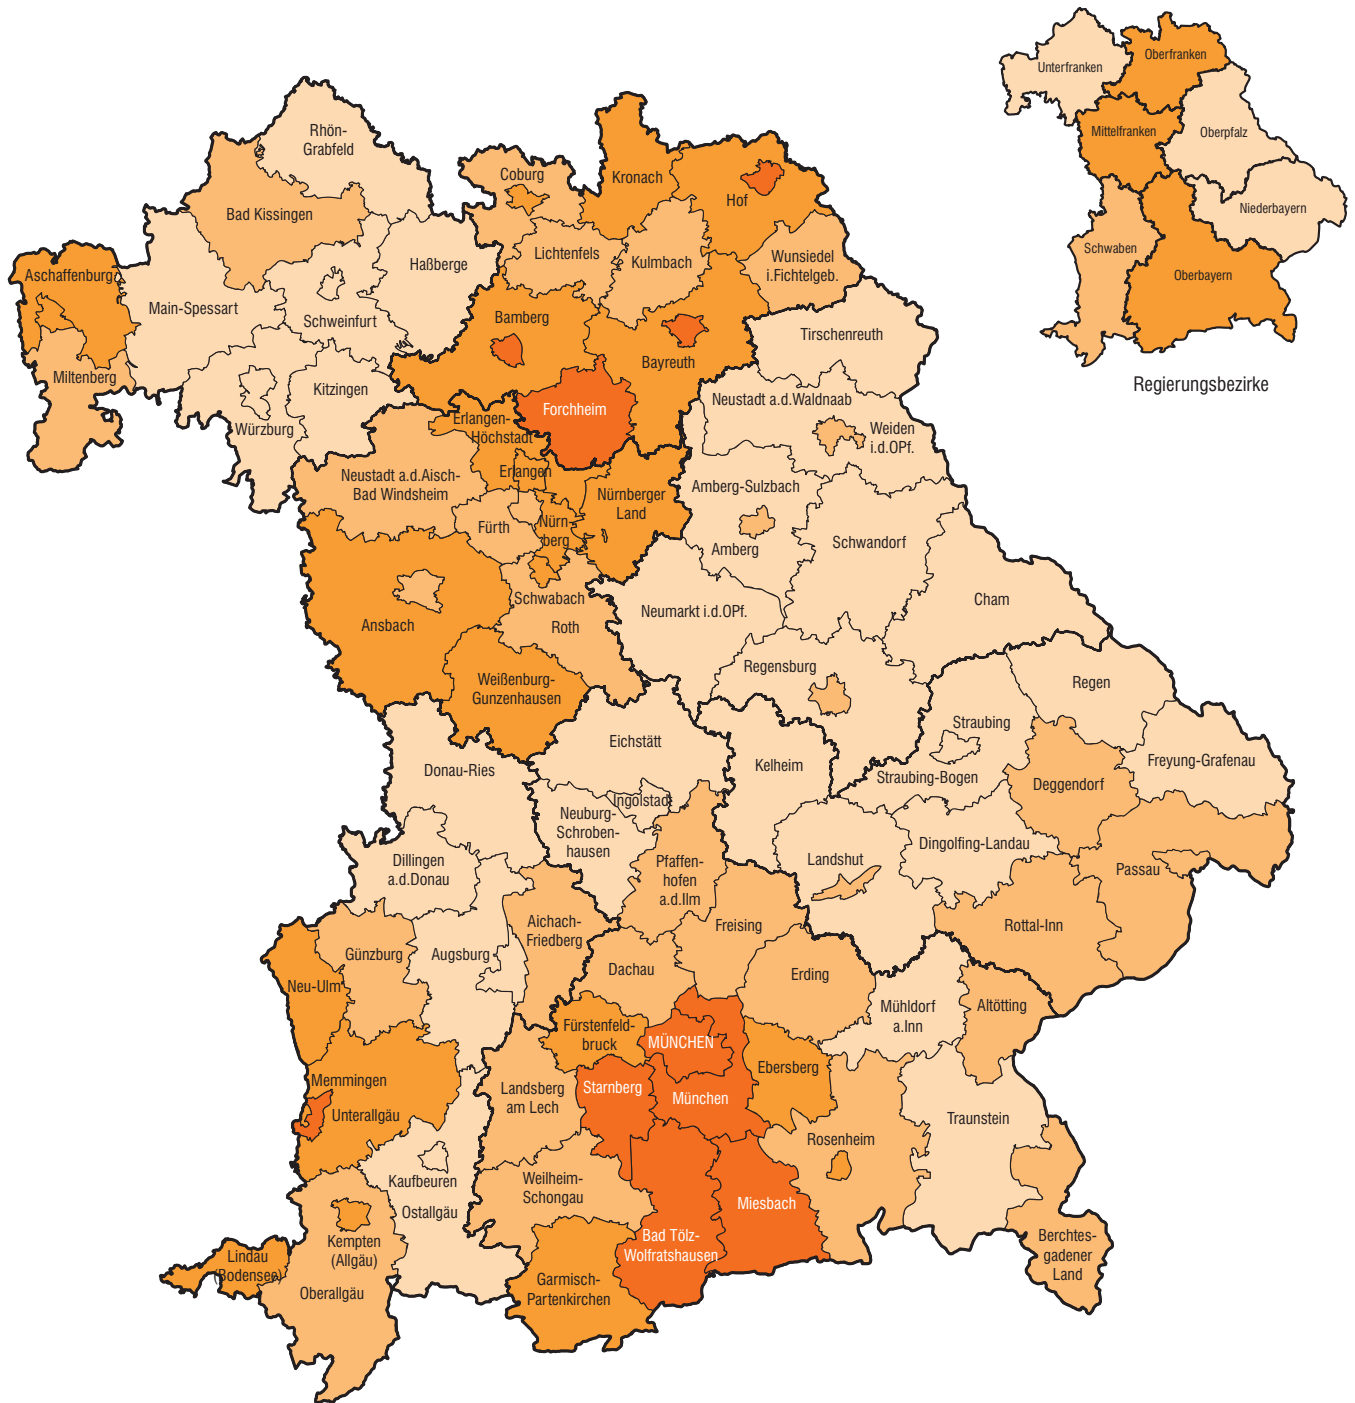 Unterfranken
Oberfranken
Mittelfranken
Oberpfalz
Niederbayern
Schwaben
Oberbayern
Regierungsbezirke
Rhön-
Grabfeld
Bad Kissingen
Coburg
Kronach
Hof
Aschaffenburg
Main-Spessart
Haßberge
Lichtenfels
Kulmbach
Wunsiedel
i.Fichtelgeb.
Schweinfurt
Bamberg
Tirschenreuth
Bayreuth
Miltenberg
Kitzingen
Würzburg
Forchheim
Neustadt a.d.Waldnaab
Weiden
i.d.OPf.
Erlangen-
Höchstadt
Erlangen
Neustadt a.d.Aisch-
Bad Windsheim
Nürnberger
Land
Fürth
Nürn-
berg
Amberg-Sulzbach
Amberg
Schwandorf
Cham
Ansbach
Schwabach
Roth
Neumarkt i.d.OPf.
Weißenburg-
Gunzenhausen
Regensburg
Regen
Straubing
Straubing-Bogen
Freyung-Grafenau
Eichstätt
Kelheim
Donau-Ries
Ingolstadt
Neuburg-
Schroben-
hausen
Deggendorf
Dingolfing-Landau
Landshut
Passau
Dillingen
a.d.Donau
Pfaffen-
hofen
a.d.Ilm
Aichach-
Friedberg
Freising
Rottal-Inn
Günzburg
Augsburg
Dachau
Erding
Neu-Ulm
Mühldorf
a.Inn
Altötting
Fürstenfeld-
bruck
MÜNCHEN
Ebersberg
Memmingen
Unterallgäu
Landsberg
am Lech
Starnberg
München
Traunstein
Rosenheim
Kaufbeuren
Ostallgäu
Weilheim-
Schongau
Miesbach
Bad Tölz-
Wolfratshausen
Kempten
(Allgäu)
Lindau
(Bodensee)
Oberallgäu
Garmisch-
Partenkirchen
Berchtes-
gadener
Land